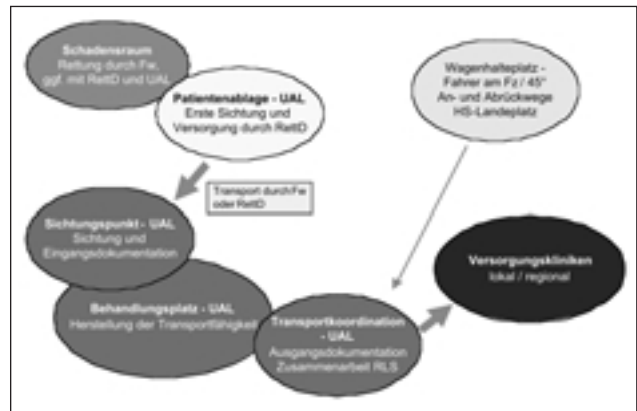 Schadensraum
Rettung durch Fw,
ggf. mit RettD und UAL
Patientenablage - UAL
Erste Sichtung und
Versorgung durch RettD
Wagenhalteplatz -
Fahrer am Fz / 45°
An- und Abrückwege
HS-Landeplatz
Transport durch Fw
oder RettD
Sichtungspunkt - UAL
Sichtung und
Eingangsdokumentation
Behandlungsplatz - UAL
Herstellung der Transportfähigkeit
Transportkoordination
- UAL
Ausgangsdokumentation
Zusammenarbeit RLS
Versorgungskliniken
lokal / regional